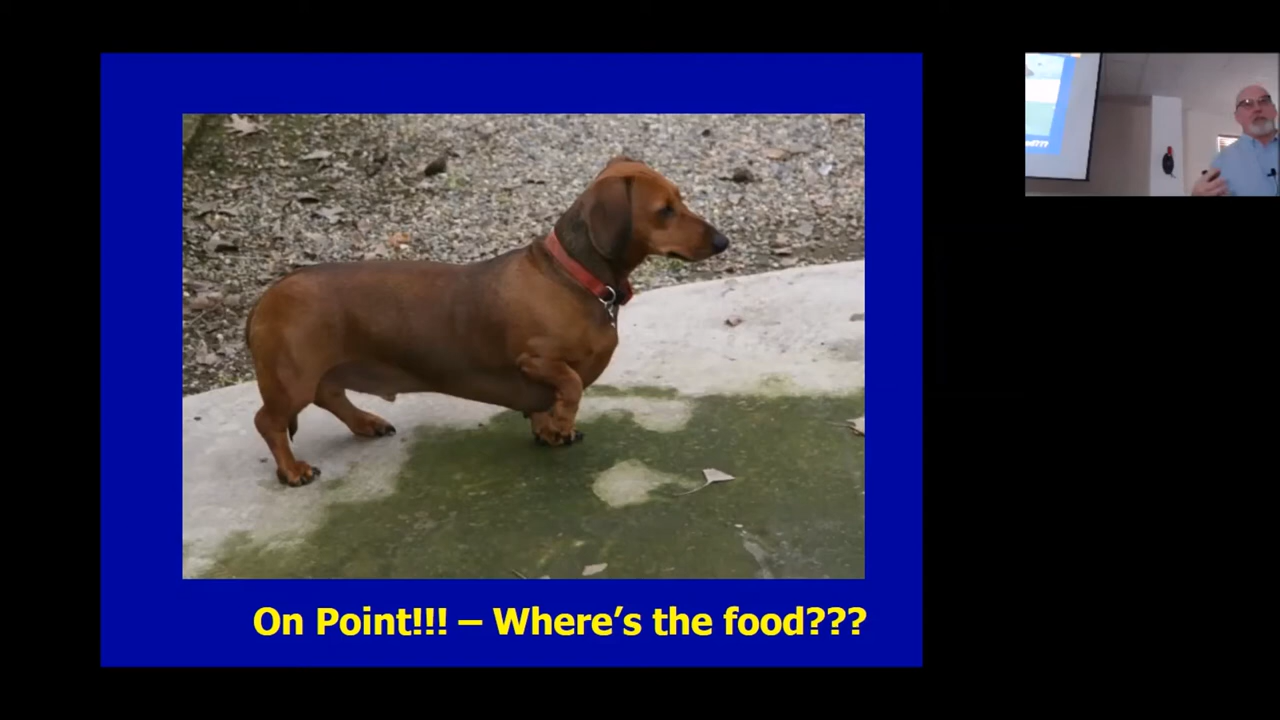 On Point!!! – Where’s the food???